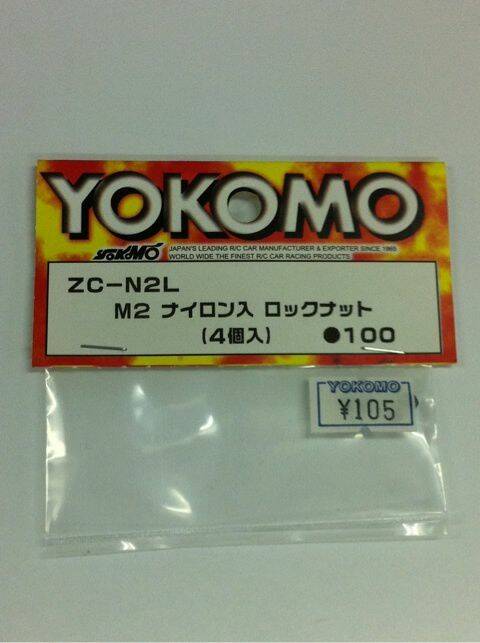 YOKOMO
YOKOMO
JAPAN'S LEADING R/C CAR MANUFACTURER & EXPORTER SINCE 1965
WORLD WIDE THE FINEST R/C CAR RACING PRODUCTS
ZC-N2L
M2 ナイロン入 ロックナット
(4個入) ●100
YOKOMO
¥105